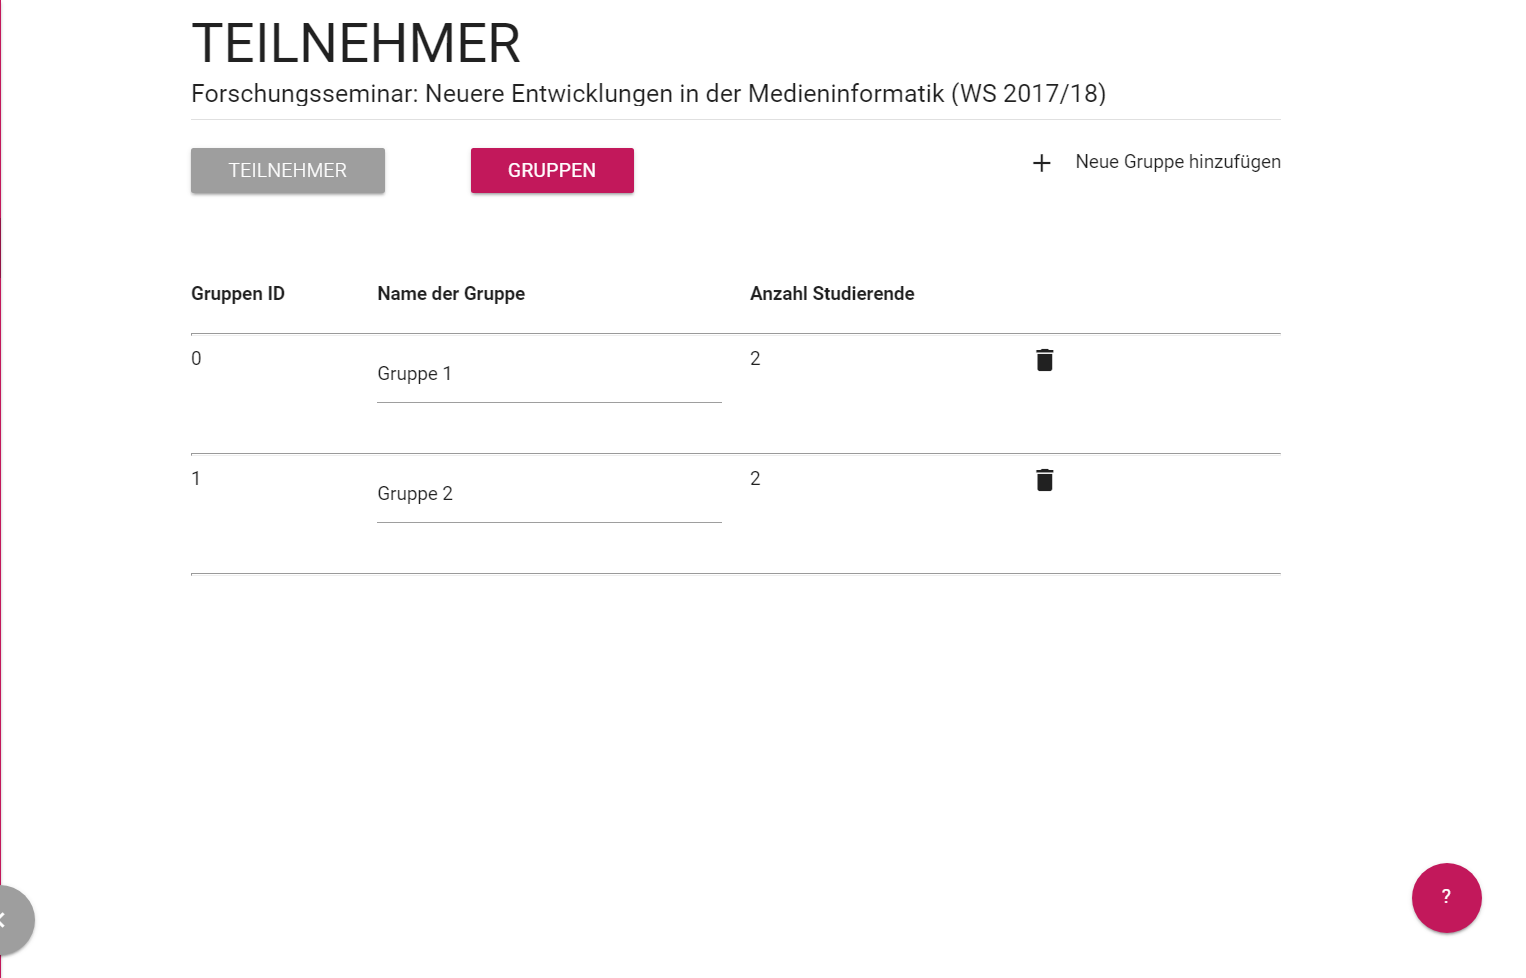 TEILNEHMER
Forschungsseminar: Neuere Entwicklungen in der Medieninformatik (WS 2017/18)
TEILNEHMER GRUPPEN Neue Gruppe hinzufügen
Gruppen ID Name der Gruppe Anzahl Studierende
0 Gruppe 1 2
1 Gruppe 2 2
?